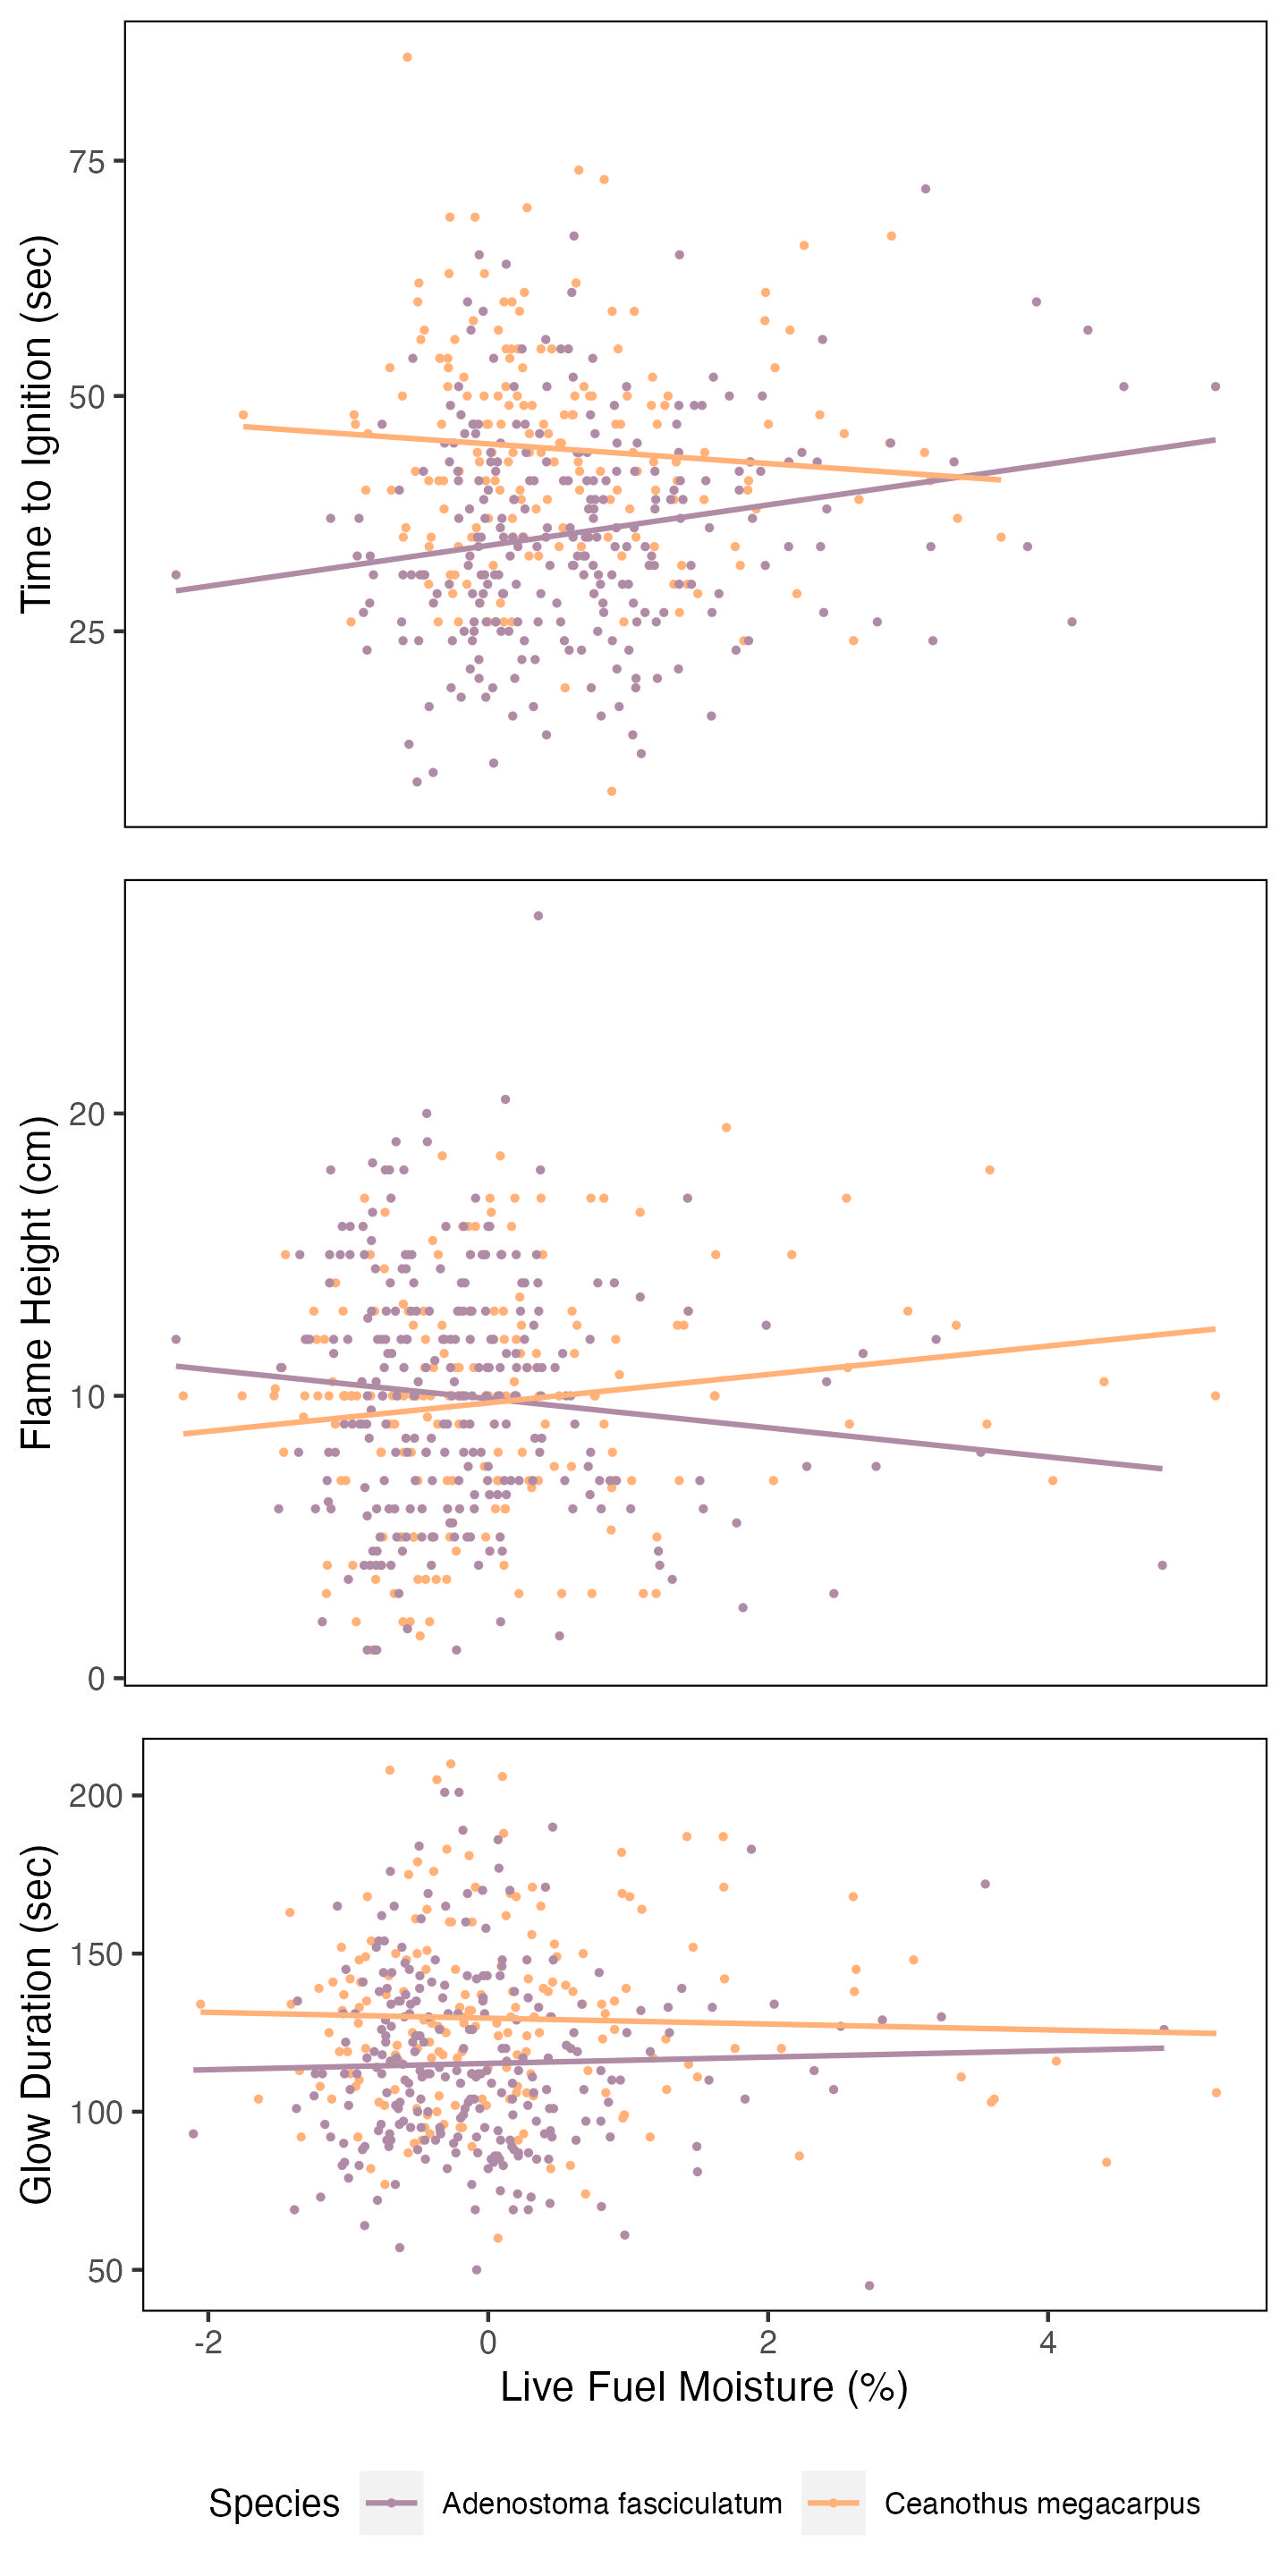 75
50
25
Time to Ignition (sec)
20
10
0
Flame Height (cm)
200
150
100
50
Glow Duration (sec)
-2 0 2 4
Live Fuel Moisture (%)
Species Adenostoma fasciculatum Ceanothus megacarpus